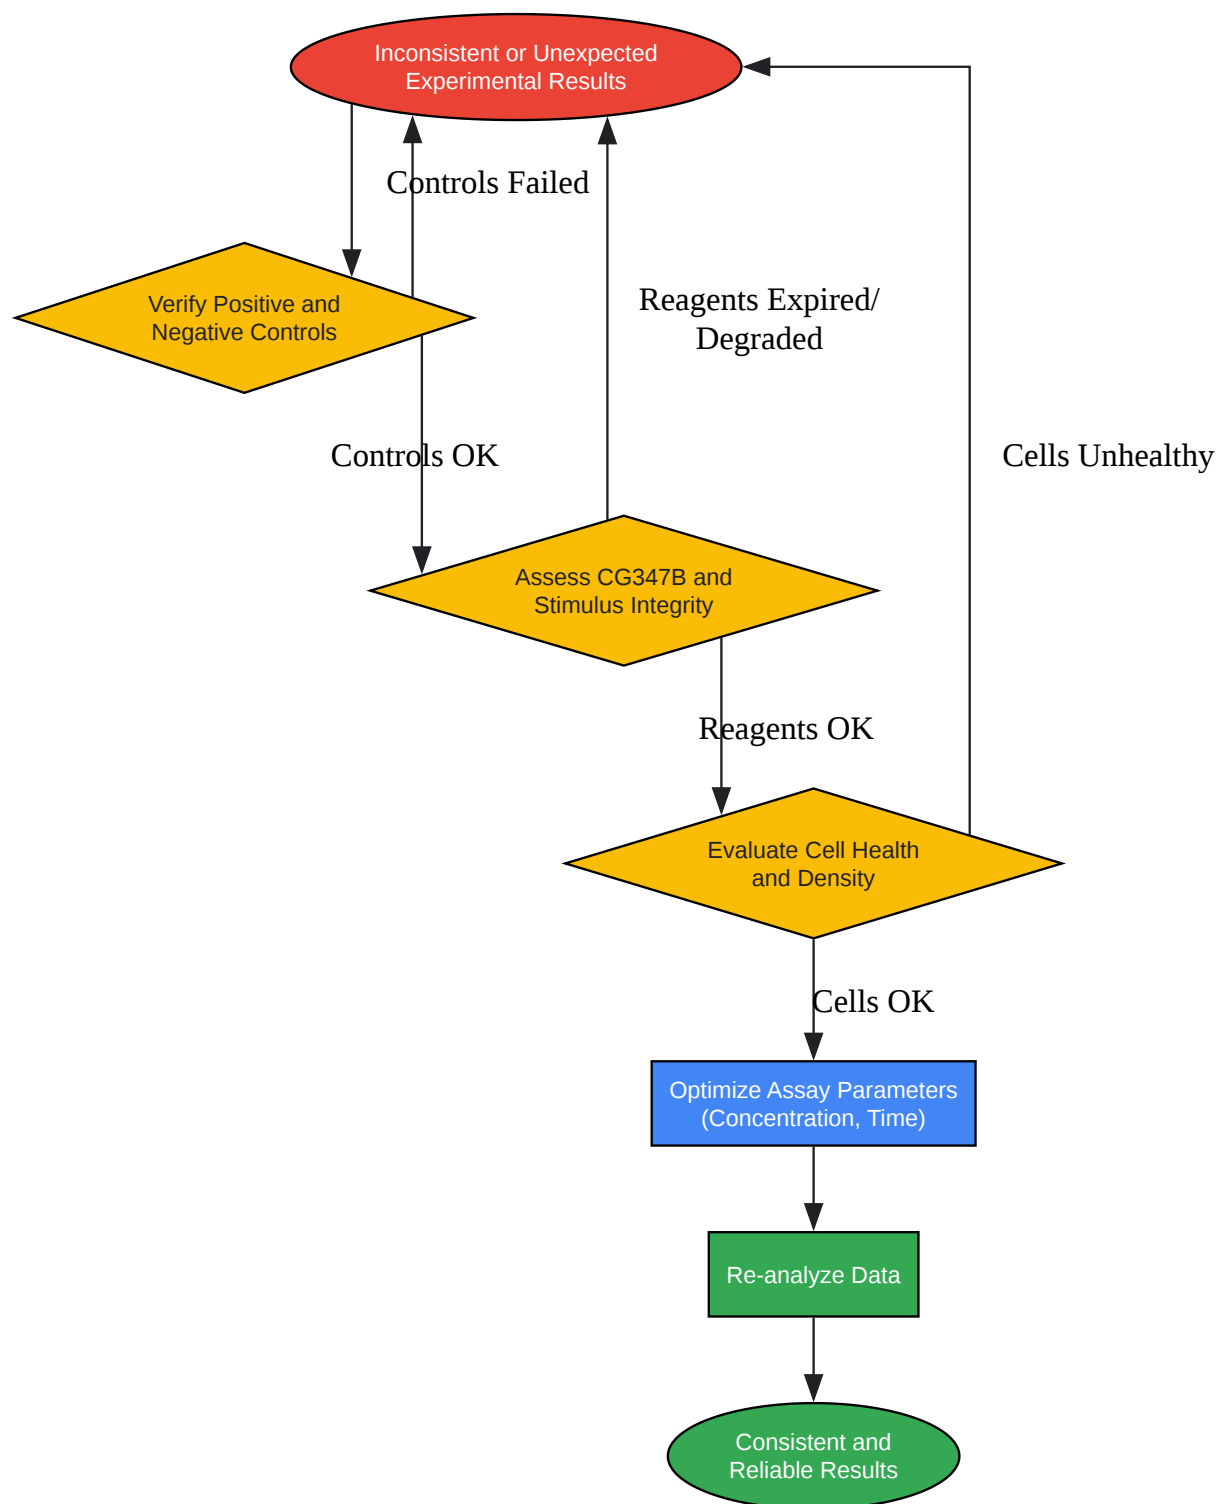 Inconsistent or Unexpected
Experimental Results
Controls Failed
Verify Positive and
Negative Controls
Reagents Expired/
Degraded
Controls OK
Cells Unhealthy
Assess CG347B and
Stimulus Integrity
Reagents OK
Evaluate Cell Health
and Density
Cells OK
Optimize Assay Parameters
(Concentration, Time)
Re-analyze Data
Consistent and
Reliable Results